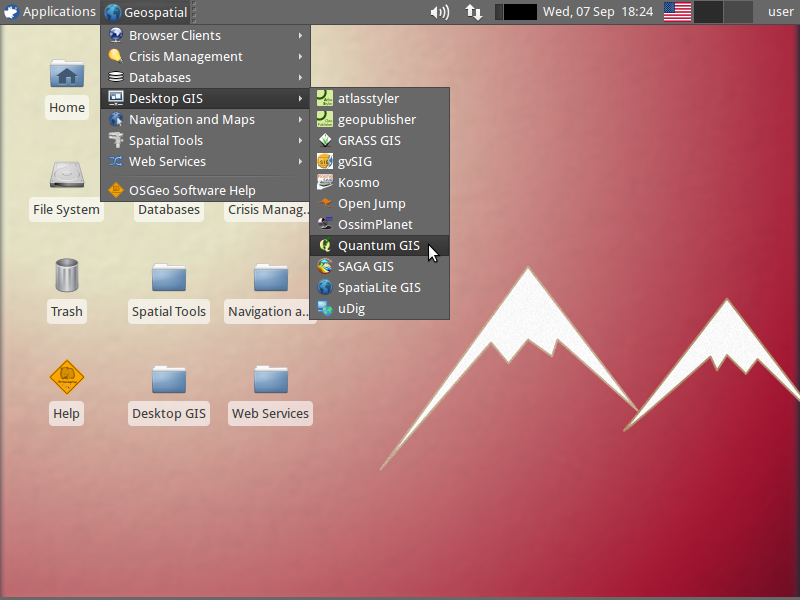 Applications
Geospatial
Wed, 07 Sep 18:24
user
Browser Clients
Crisis Management
Databases
Desktop GIS
Navigation and Maps
Spatial Tools
Web Services
OSGeo Software Help
atlasstyler
geopublisher
GRASS GIS
gvSIG
Kosmo
Open Jump
OssimPlanet
Quantum GIS
SAGA GIS
SpatiaLite GIS
uDig
Home
File System
Databases
Crisis Manag...
Trash
Spatial Tools
Navigation a...
Help
Desktop GIS
Web Services